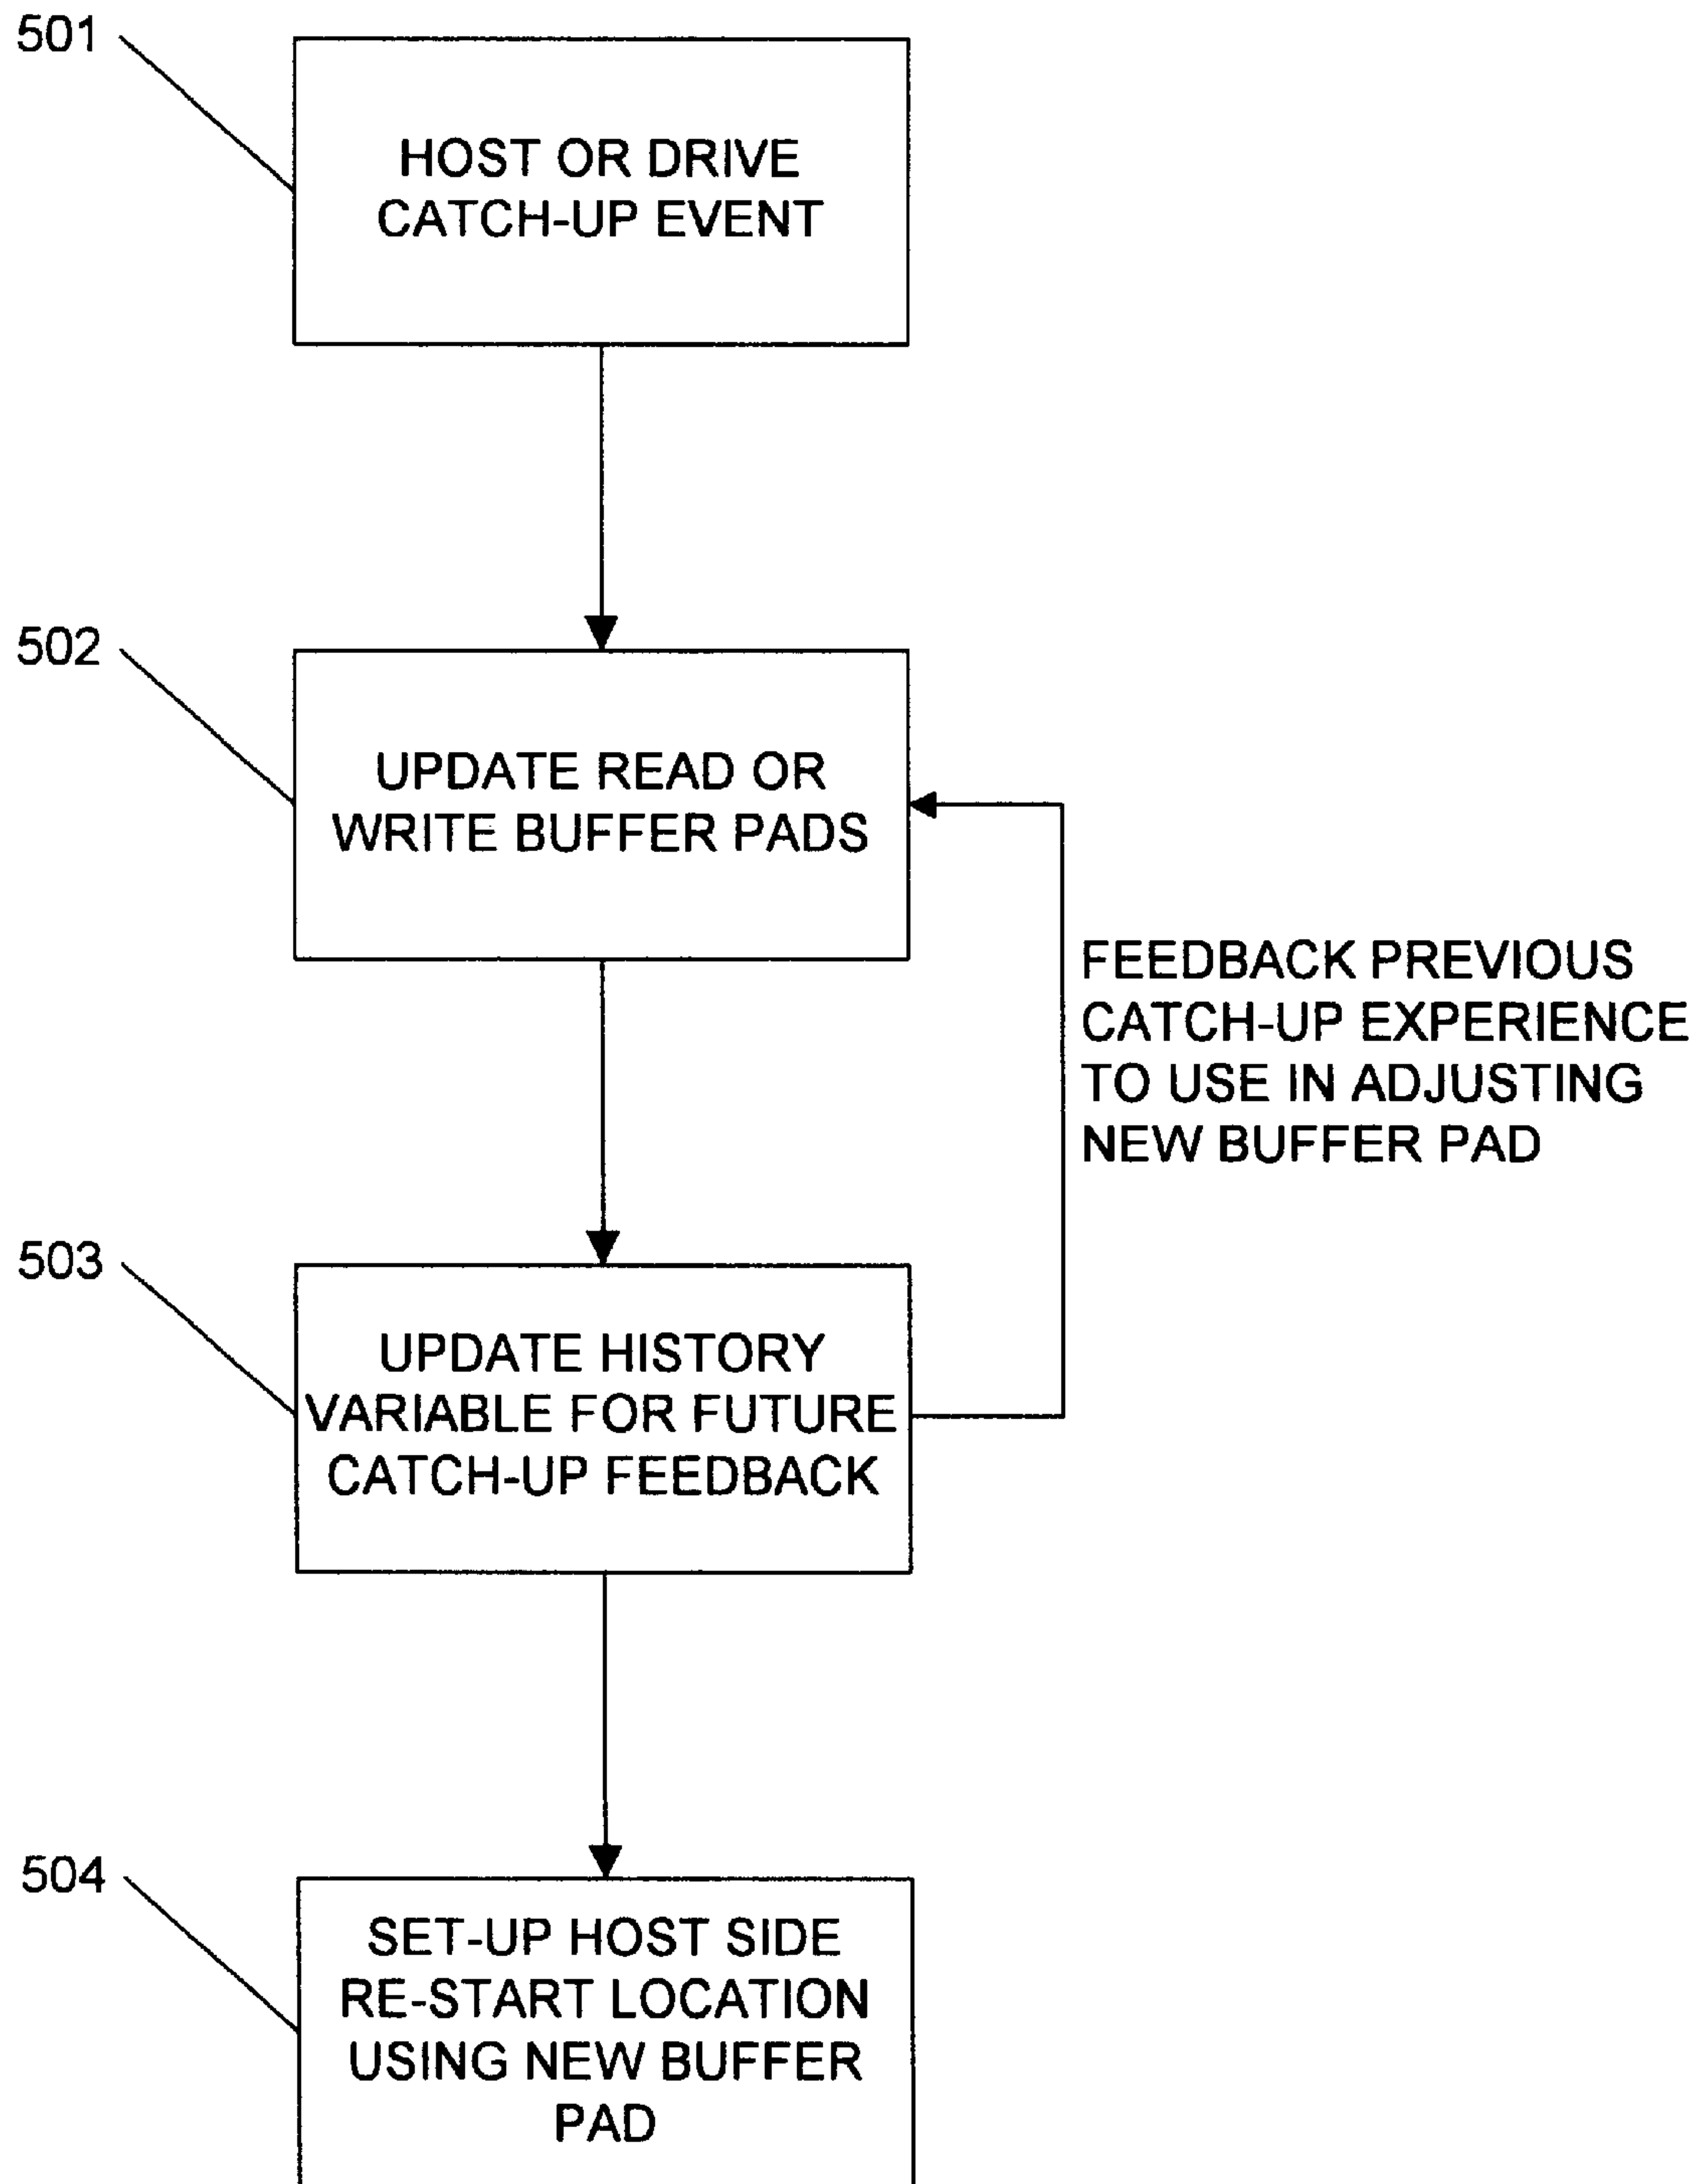 501
HOST OR DRIVE
CATCH-UP EVENT
502
UPDATE READ OR
WRITE BUFFER PADS
FEEDBACK PREVIOUS
CATCH-UP EXPERIENCE
TO USE IN ADJUSTING
NEW BUFFER PAD
503
UPDATE HISTORY
VARIABLE FOR FUTURE
CATCH-UP FEEDBACK
504
SET-UP HOST SIDE
RE-START LOCATION
USING NEW BUFFER
PAD